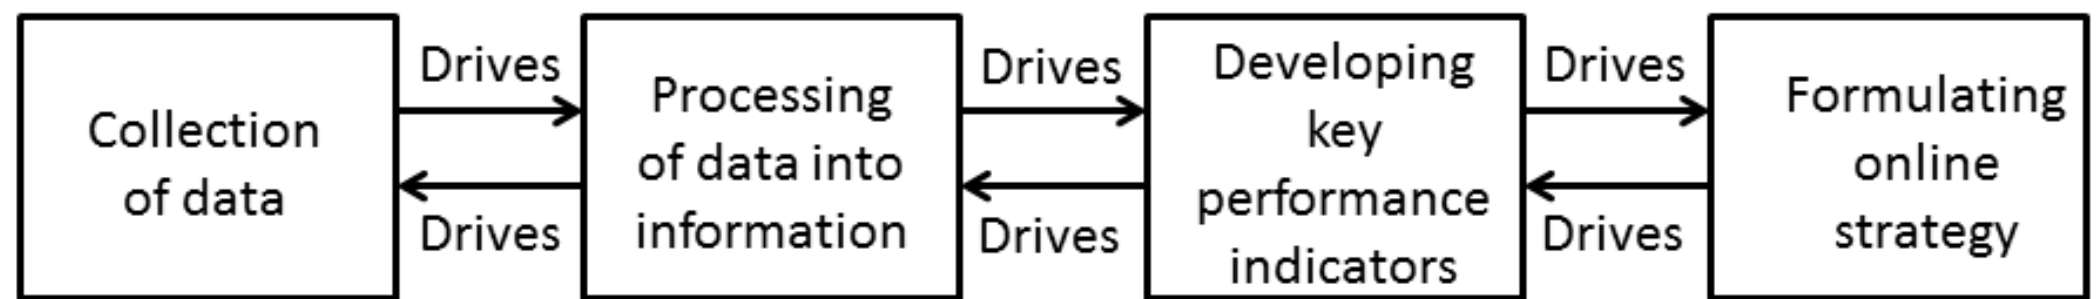 Collection
of data
Drives
Drives
Processing
of data into
information
Drives
Drives
Developing
key
performance
indicators
Drives
Drives
Formulating
online
strategy